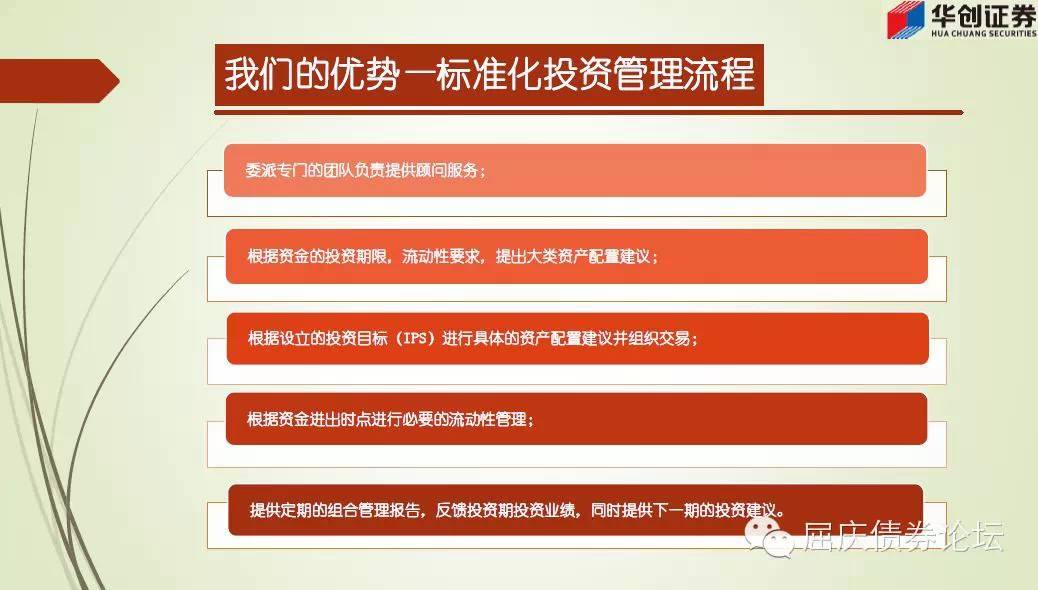 华创证券
HUA CHUANG SECURITIES
我们的优势一标准化投资管理流程
委派专门的团队负责提供顾问服务；
根据资金的投资期限，流动性要求，提出大类资产配置建议；
根据设立的投资目标（IPS）进行具体的资产配置建议并组织交易；
根据资金进出时点进行必要的流动性管理；
提供定期的组合管理报告，反馈投资期投资业绩，同时提供下一期的投资建议。
屈庆债券论坛